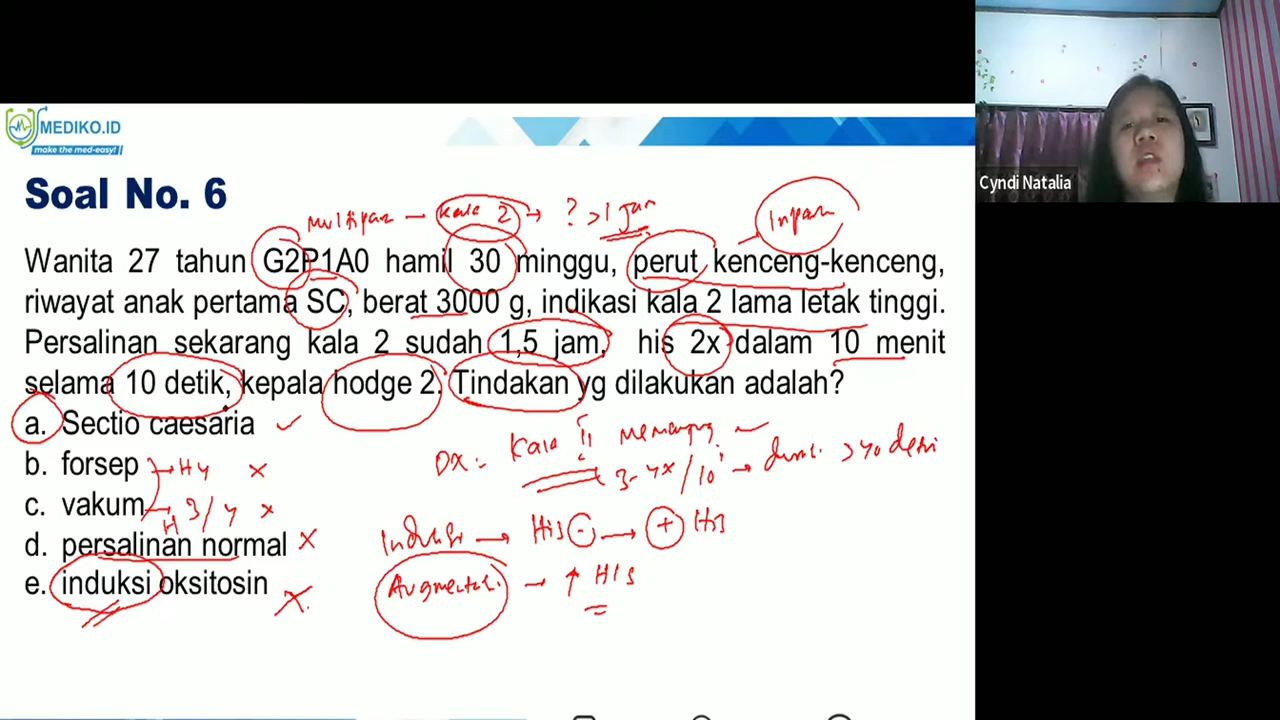 MEDIKO.ID
make the med-easy!
Cyndi Natalia
Soal No. 6
Multipara – Kala 2 → ? > 1 jam
Inpartu
Wanita 27 tahun G2P1A0 hamil 30 minggu, perut kenceng-kenceng,
riwayat anak pertama SC, berat 3000 g, indikasi kala 2 lama letak tinggi.
Persalinan sekarang kala 2 sudah 1,5 jam, his 2x dalam 10 menit
selama 10 detik, kepala hodge 2. Tindakan yg dilakukan adalah?
a. Sectio caesaria
b. forsep → H4 x
c. vakum → H 3/4 x
d. persalinan normal x
e. induksi oksitosin x
DX: Kala II memanjang
3-4x/10' → durasi >40 detik
Induksi → His (-) → (+) His
Augmentasi → ↑ His